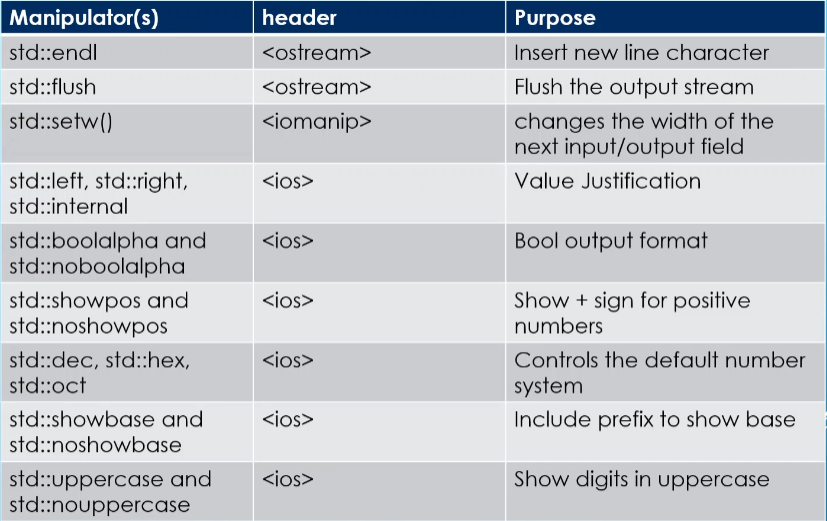 Manipulator(s) header Purpose
std::endl <ostream> Insert new line character
std::flush <ostream> Flush the output stream
std::setw() <iomanip> changes the width of the
next input/output field
std::left, std::right, <ios> Value Justification
std::internal
std::boolalpha and <ios> Bool output format
std::noboolalpha
std::showpos and <ios> Show + sign for positive
std::noshowpos numbers
std::dec, std::hex, <ios> Controls the default number
std::oct system
std::showbase and <ios> Include prefix to show base
std::noshowbase
std::uppercase and <ios> Show digits in uppercase
std::nouppercase